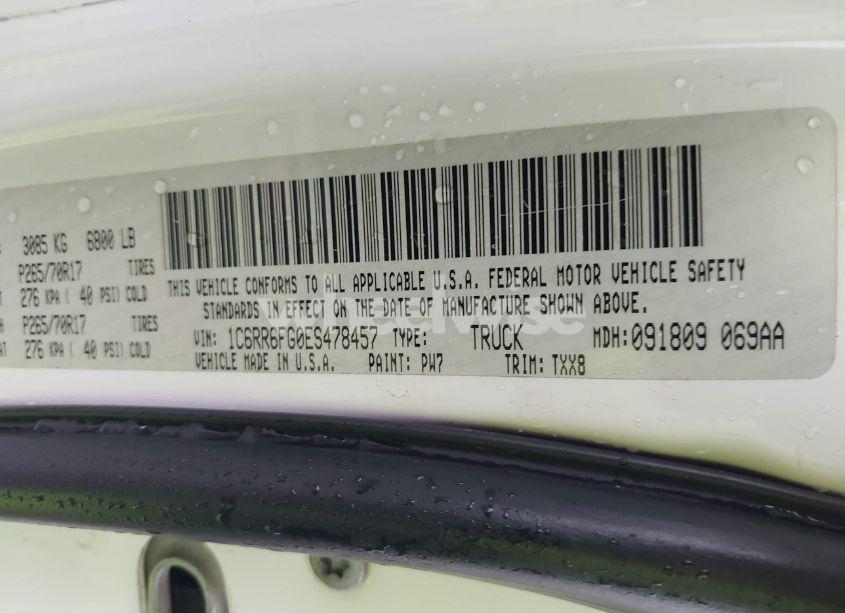 3085 KG 6800 LB
P265/70R17 TIRES
276 KPA ( 40 PSI) COLD
P265/70R17 TIRES
276 KPA ( 40 PSI) COLD
THIS VEHICLE CONFORMS TO ALL APPLICABLE U.S.A. FEDERAL MOTOR VEHICLE SAFETY
STANDARDS IN EFFECT ON THE DATE OF MANUFACTURE SHOWN ABOVE.
VIN: 1C6RR6FG0ES478457 TYPE: TRUCK MDH: 091809 069AA
VEHICLE MADE IN U.S.A. PAINT: PW7 TRIM: TXX8